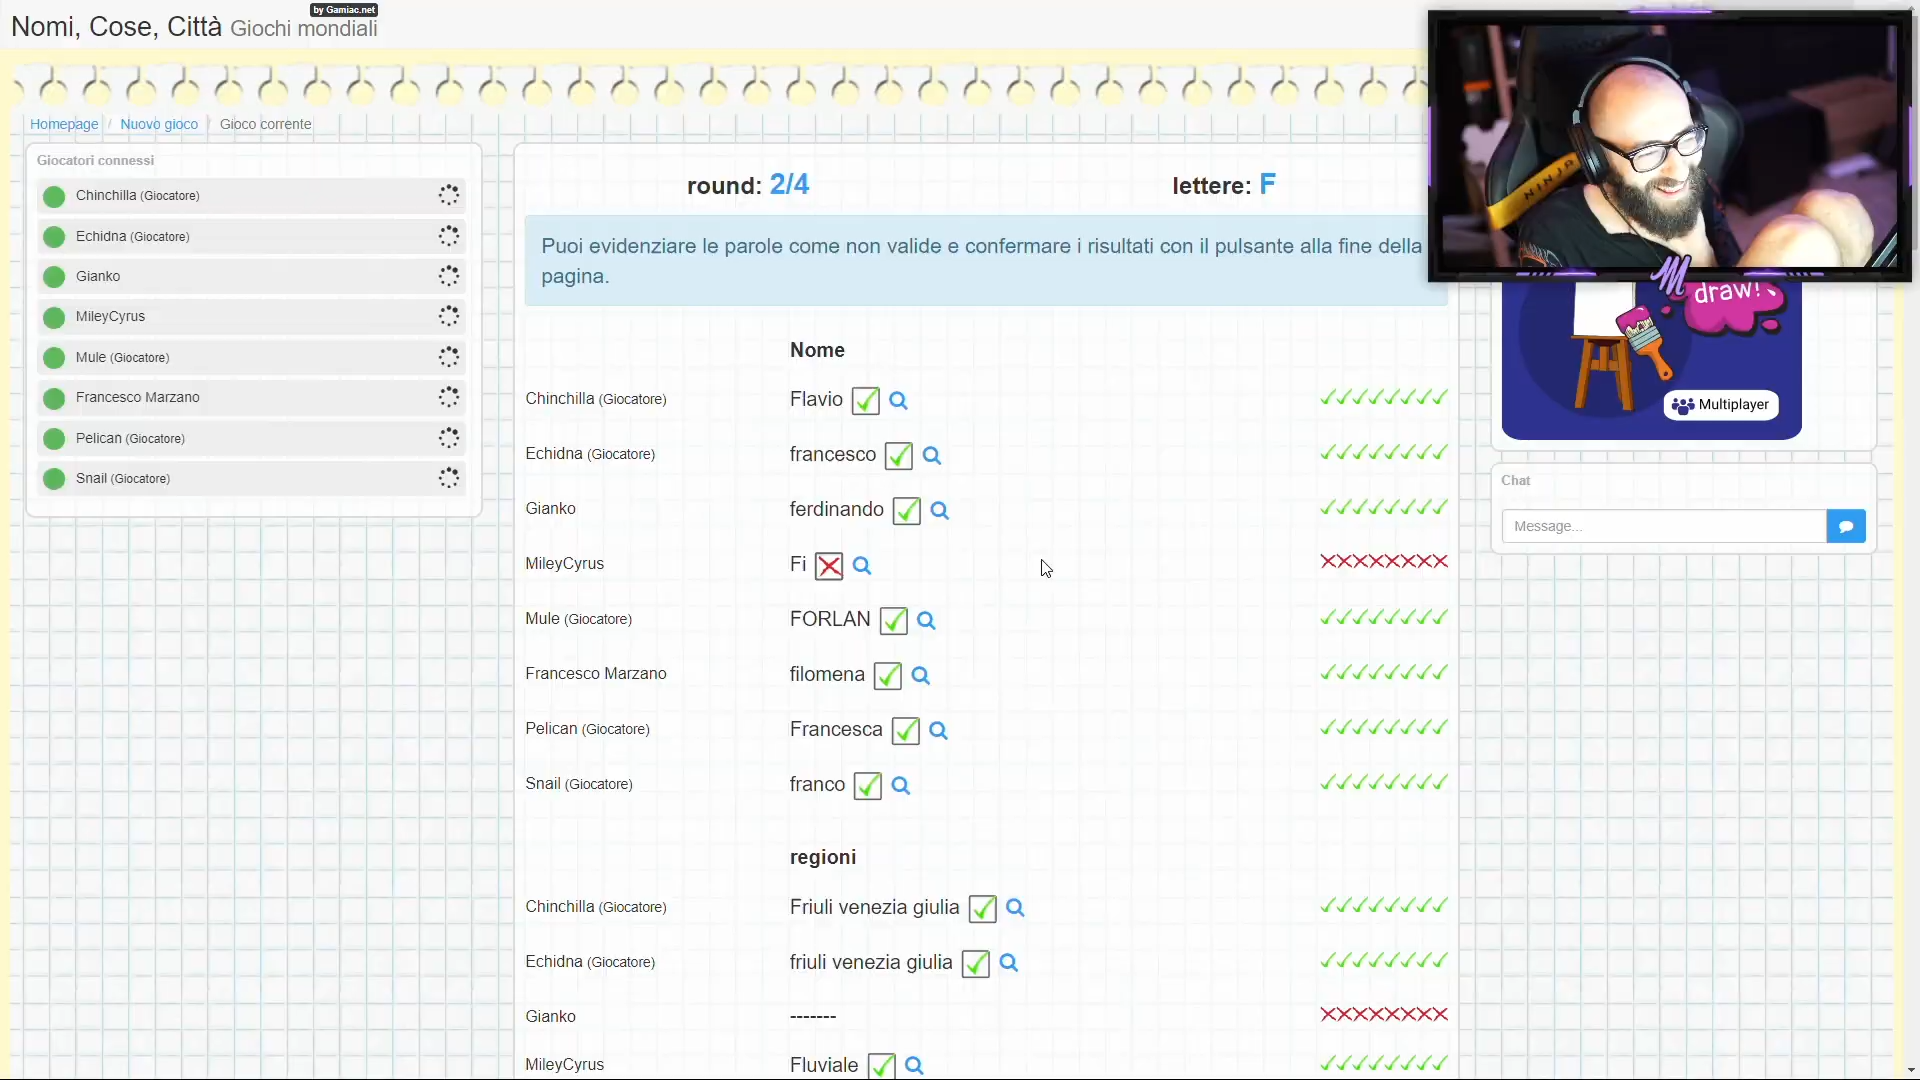 by Gamiac.net
Nomi, Cose, Città Giochi mondiali
Homepage / Nuovo gioco / Gioco corrente
Giocatori connessi
Chinchilla (Giocatore)
Echidna (Giocatore)
Gianko
MileyCyrus
Mule (Giocatore)
Francesco Marzano
Pelican (Giocatore)
Snail (Giocatore)
round: 2/4 lettere: F
Puoi evidenziare le parole come non valide e confermare i risultati con il pulsante alla fine della
pagina.
Nome
Chinchilla (Giocatore) Flavio
Echidna (Giocatore) francesco
Gianko ferdinando
MileyCyrus Fi
Mule (Giocatore) FORLAN
Francesco Marzano filomena
Pelican (Giocatore) Francesca
Snail (Giocatore) franco
regioni
Chinchilla (Giocatore) Friuli venezia giulia
Echidna (Giocatore) friuli venezia giulia
Gianko -------
MileyCyrus Fluviale
NINJA
draw!
Multiplayer
Chat
Message...